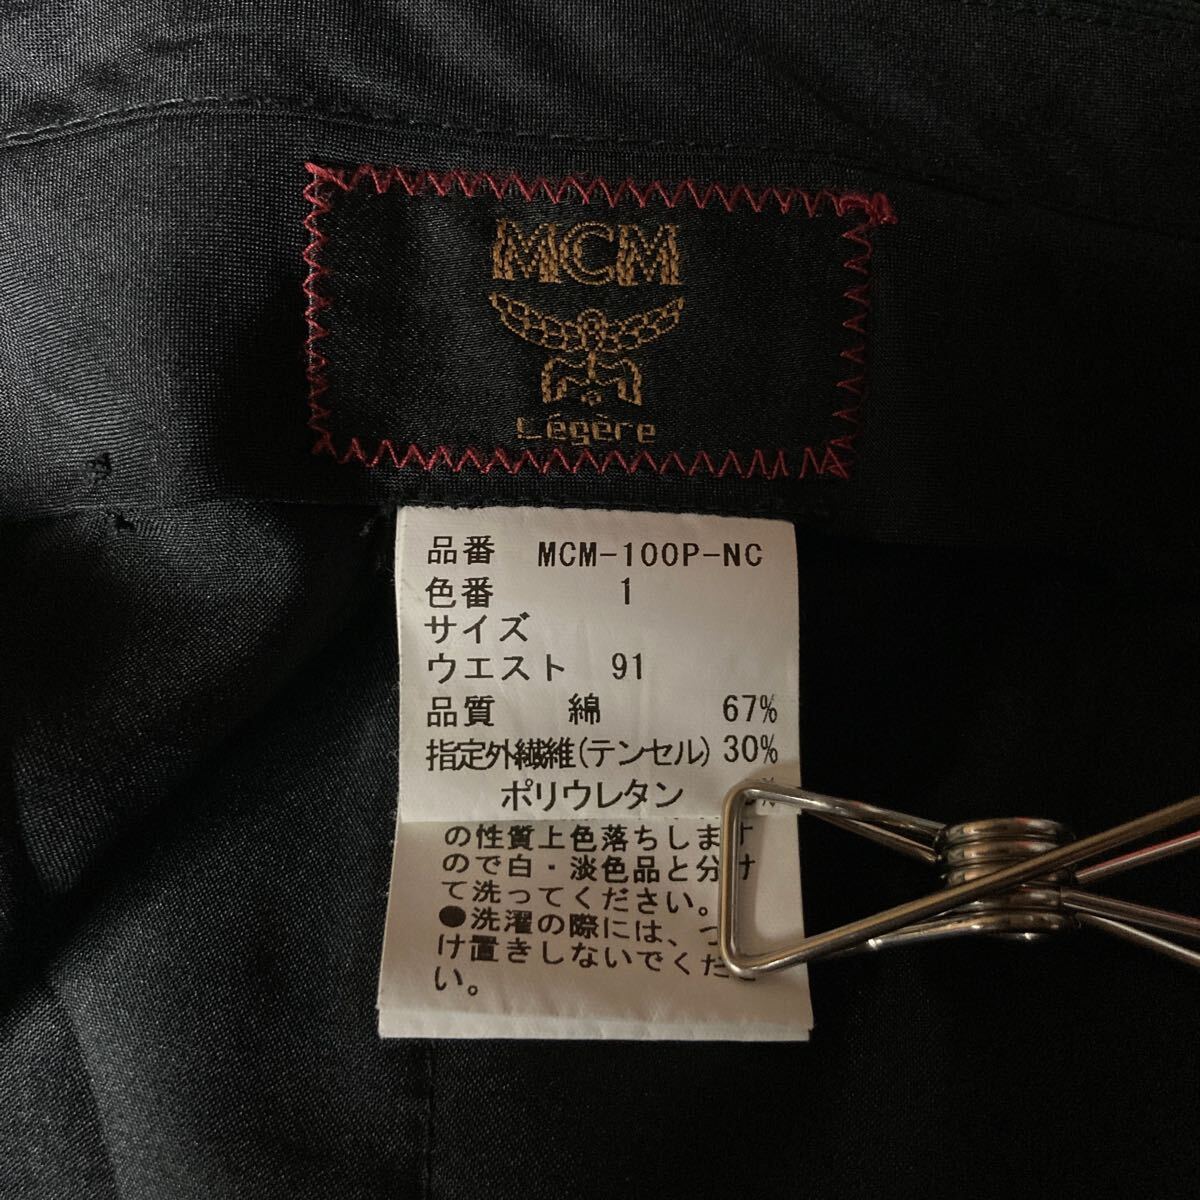 MCM
Légère
品番 MCM-100P-NC
色番 1
サイズ
ウエスト 91
品質 綿 67%
指定外繊維(テンセル) 30%
ポリウレタン %
の性質上色落ちします
ので白・淡色品と分け
て洗ってください。
●洗濯の際には、つ
け置きしないでくださ
い。